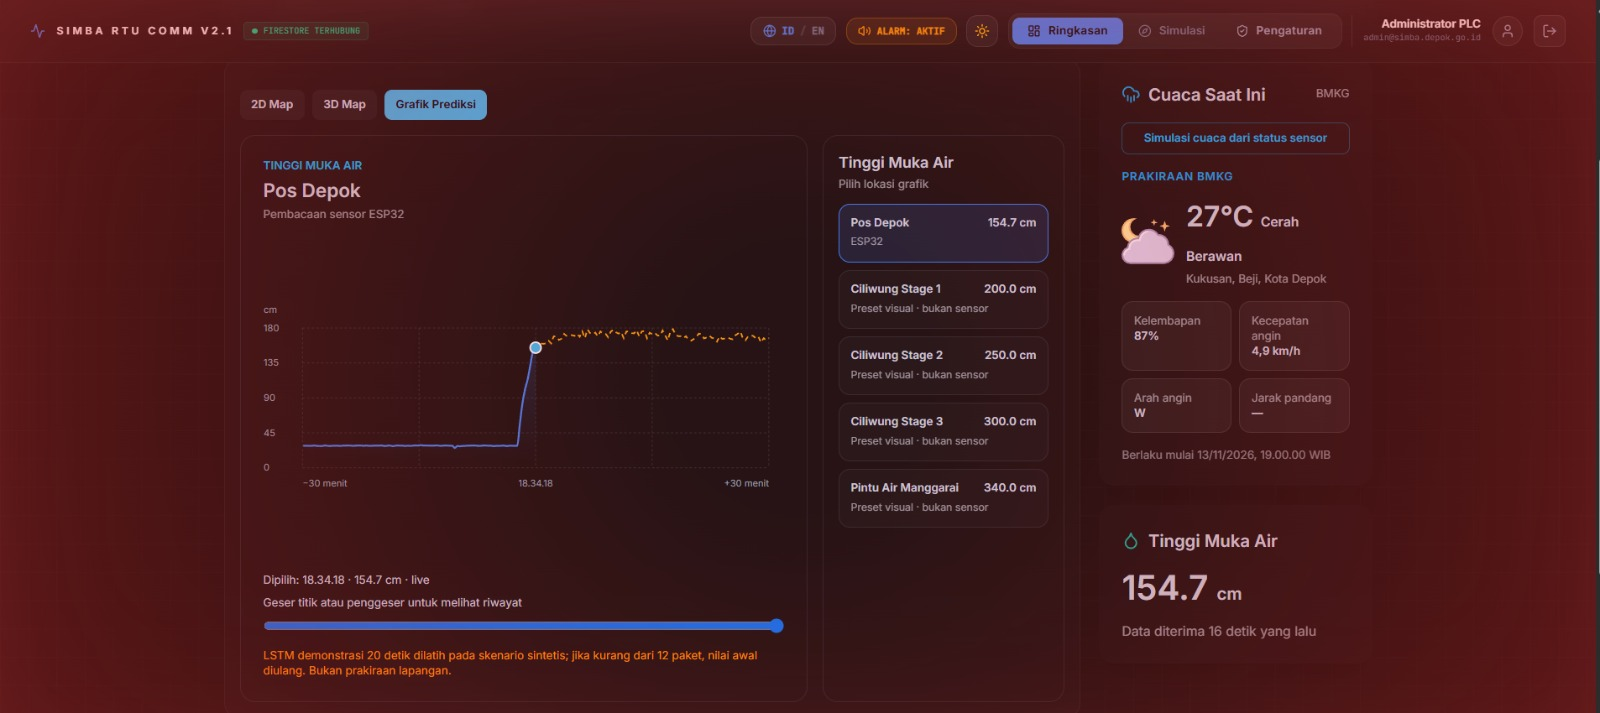 SIMBA RTU COMM V2.1
FIRESTORE TERHUBUNG
ID / EN
ALARM: AKTIF
Ringkasan
Simulasi
Pengaturan
Administrator PLC
admin@simba.depok.go.id
2D Map
3D Map
Grafik Prediksi
TINGGI MUKA AIR
Pos Depok
Pembacaan sensor ESP32
cm
180
135
90
45
0
−30 menit
18.34.18
+30 menit
Dipilih: 18.34.18 · 154.7 cm · live
Geser titik atau penggeser untuk melihat riwayat
LSTM demonstrasi 20 detik dilatih pada skenario sintetis; jika kurang dari 12 paket, nilai awal
diulang. Bukan prakiraan lapangan.
Tinggi Muka Air
Pilih lokasi grafik
Pos Depok 154.7 cm
ESP32
Ciliwung Stage 1 200.0 cm
Preset visual · bukan sensor
Ciliwung Stage 2 250.0 cm
Preset visual · bukan sensor
Ciliwung Stage 3 300.0 cm
Preset visual · bukan sensor
Pintu Air Manggarai 340.0 cm
Preset visual · bukan sensor
Cuaca Saat Ini
BMKG
Simulasi cuaca dari status sensor
PRAKIRAAN BMKG
27°C Cerah
Berawan
Kukusan, Beji, Kota Depok
Kelembapan
87%
Kecepatan
angin
4,9 km/h
Arah angin
W
Jarak pandang
—
Berlaku mulai 13/11/2026, 19.00.00 WIB
Tinggi Muka Air
154.7 cm
Data diterima 16 detik yang lalu